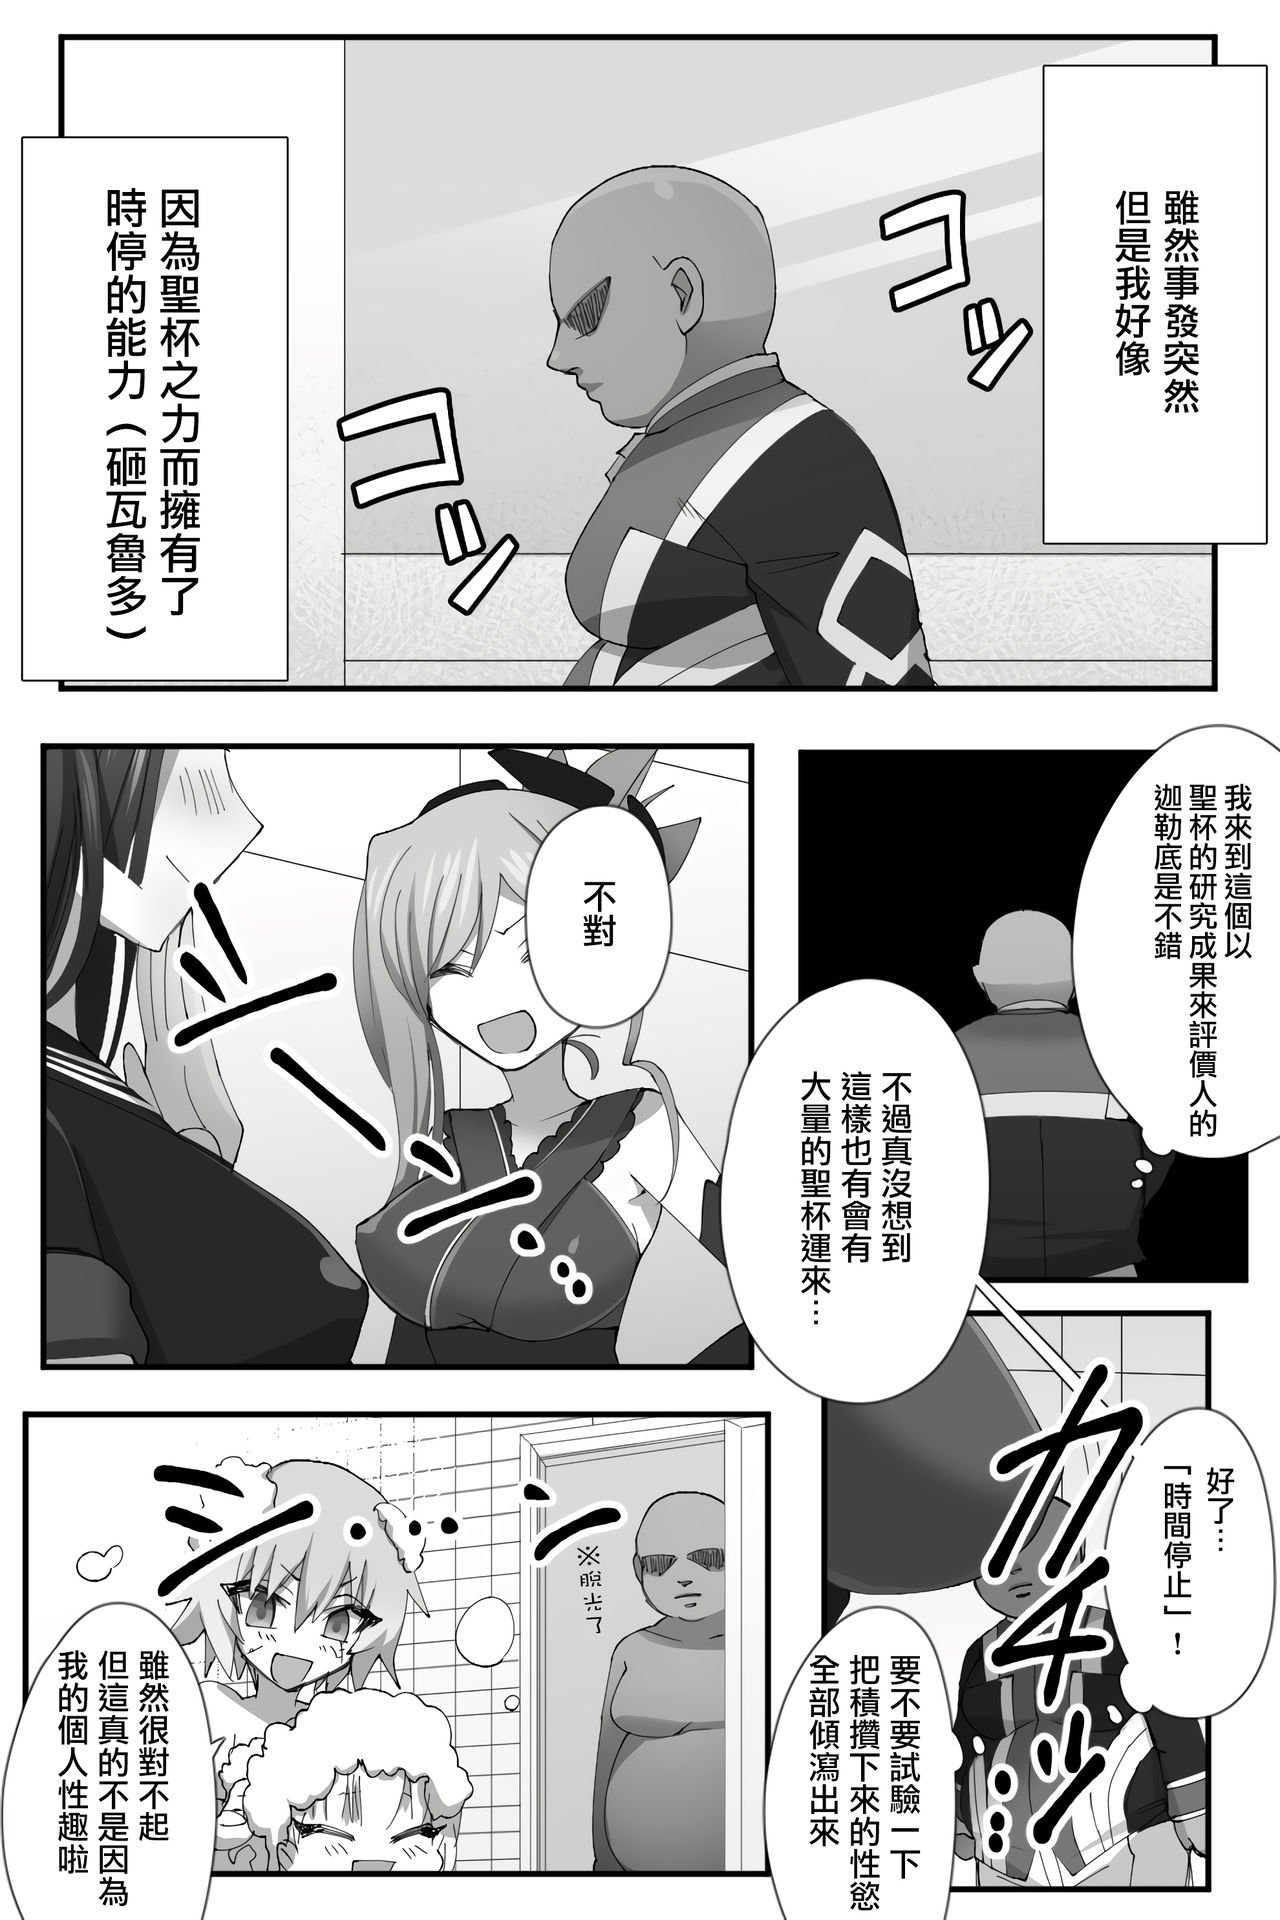 雖然事發突然
但是我好像
コツ
コツ
因為聖杯之力而擁有了
時停的能力（砸瓦魯多）
我來到這個以
聖杯的研究成果來評價人的
迦勒底是不錯
不過真沒想到
這樣也有會有
大量的聖杯運來…
不對
シーン…
好了…
「時間停止」！
カチッ
要不要試驗一下
把積攢下來的性慾
全部傾瀉出來
※脫光了
シーン…
雖然很對不起
但這真的不是因為
我的個人性趣啦